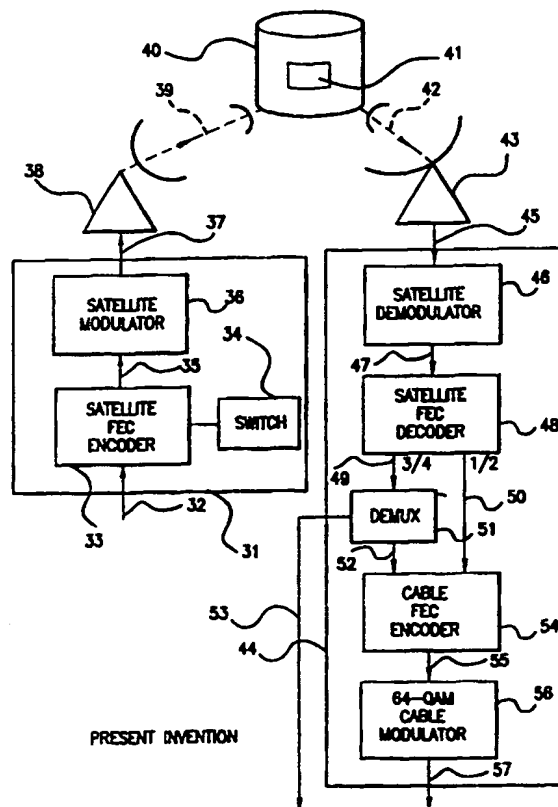 40
41
39
42
38
43
37
45
SATELLITE
MODULATOR
36
34
35
SATELLITE
FEC
ENCODER
SWITCH
33
32
31
SATELLITE
DEMODULATOR
46
47
SATELLITE
FEC
DECODER
48
49
3/4
1/2
50
DEMUX
51
52
53
44
CABLE
FEC
ENCODER
54
55
64-QAM
CABLE
MODULATOR
56
57
PRESENT INVENTION